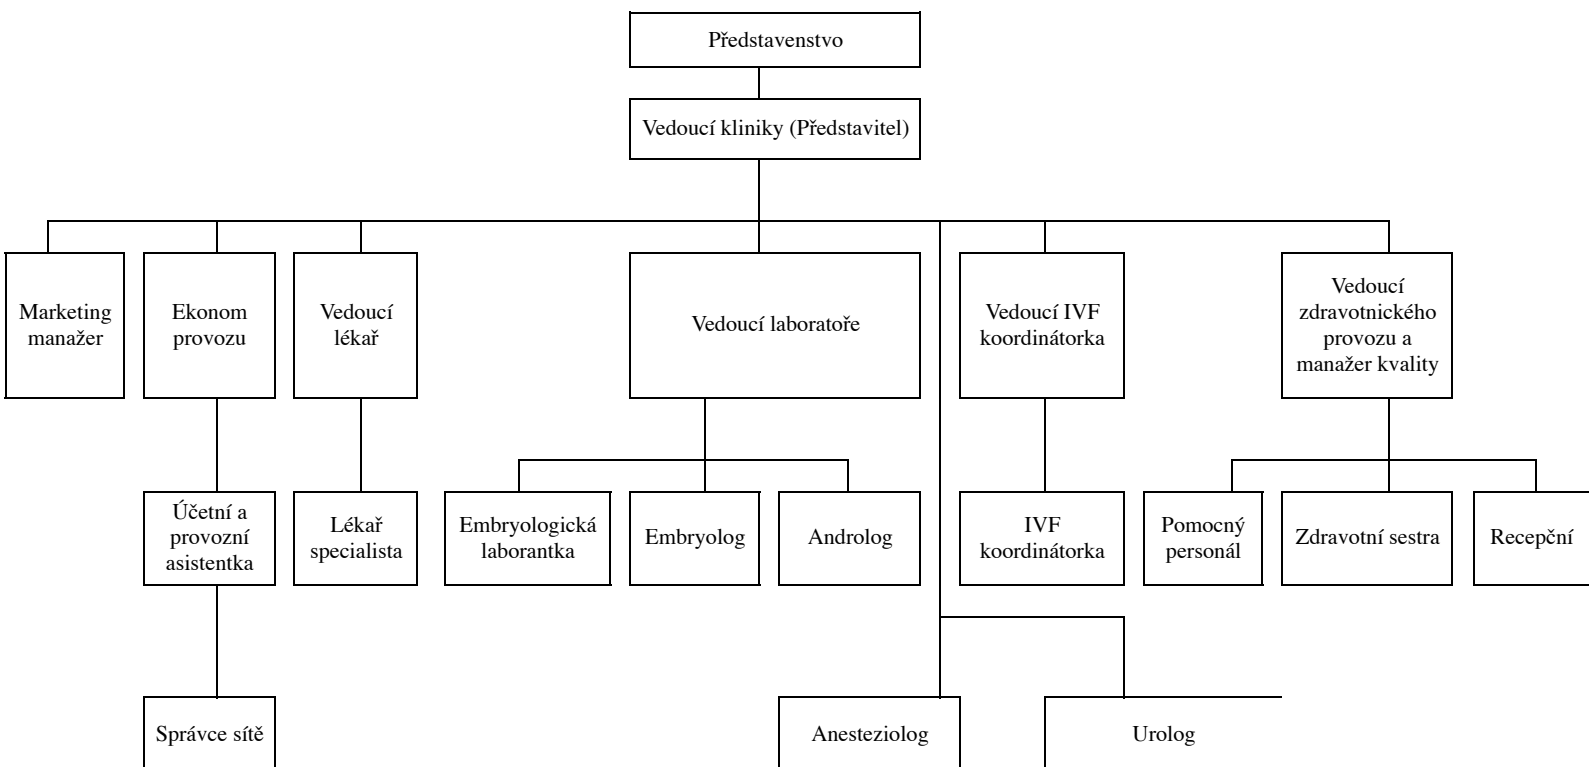 Představenstvo
Vedoucí kliniky (Představitel)
Marketing
manažer
Ekonom
provozu
Vedoucí
lékař
Vedoucí laboratoře
Vedoucí IVF
koordinátorka
Vedoucí
zdravotnického
provozu a
manažer kvality
Účetní a
provozní
asistentka
Lékař
specialista
Embryologická
laborantka
Embryolog
Androlog
IVF
koordinátorka
Pomocný
personál
Zdravotní sestra
Recepční
Správce sítě
Anesteziolog
Urolog